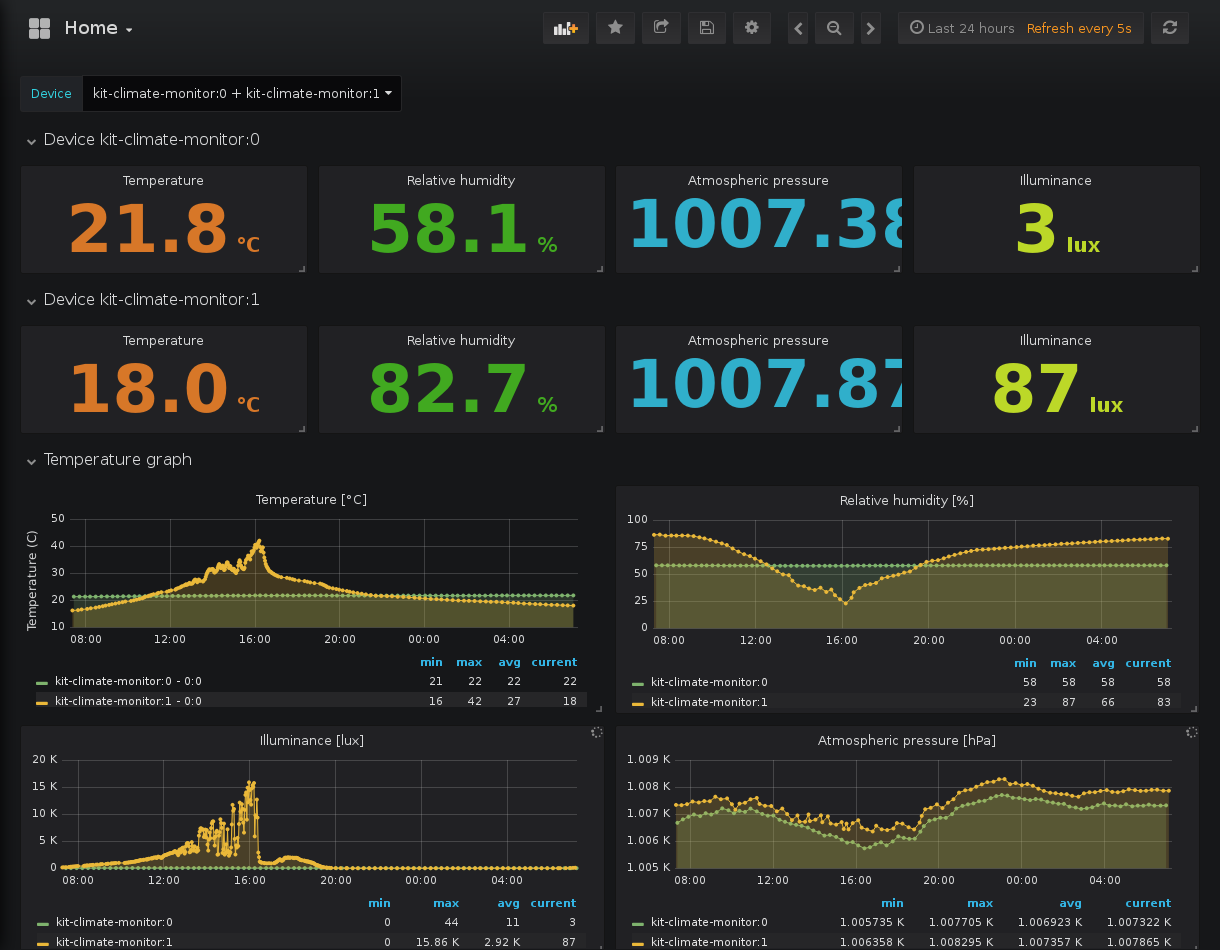 Home
Last 24 hours Refresh every 5s
Device kit-climate-monitor:0 + kit-climate-monitor:1
Device kit-climate-monitor:0
Temperature Relative humidity Atmospheric pressure Illuminance
21.8 °C 58.1 % 1007.38 3 lux
Device kit-climate-monitor:1
Temperature Relative humidity Atmospheric pressure Illuminance
18.0 °C 82.7 % 1007.87 87 lux
Temperature graph
Temperature [°C]
Temperature (C)
50
40
30
20
10
08:00 12:00 16:00 20:00 00:00 04:00
min max avg current
kit-climate-monitor:0 - 0:0 21 22 22 22
kit-climate-monitor:1 - 0:0 16 42 27 18
Relative humidity [%]
100
75
50
25
0
08:00 12:00 16:00 20:00 00:00 04:00
min max avg current
kit-climate-monitor:0 58 58 58 58
kit-climate-monitor:1 23 87 66 83
Illuminance [lux]
20 K
15 K
10 K
5 K
0
08:00 12:00 16:00 20:00 00:00 04:00
min max avg current
kit-climate-monitor:0 0 44 11 3
kit-climate-monitor:1 0 15.86 K 2.92 K 87
Atmospheric pressure [hPa]
1.009 K
1.008 K
1.007 K
1.006 K
1.005 K
08:00 12:00 16:00 20:00 00:00 04:00
min max avg current
kit-climate-monitor:0 1.005735 K 1.007705 K 1.006923 K 1.007322 K
kit-climate-monitor:1 1.006358 K 1.008295 K 1.007357 K 1.007865 K